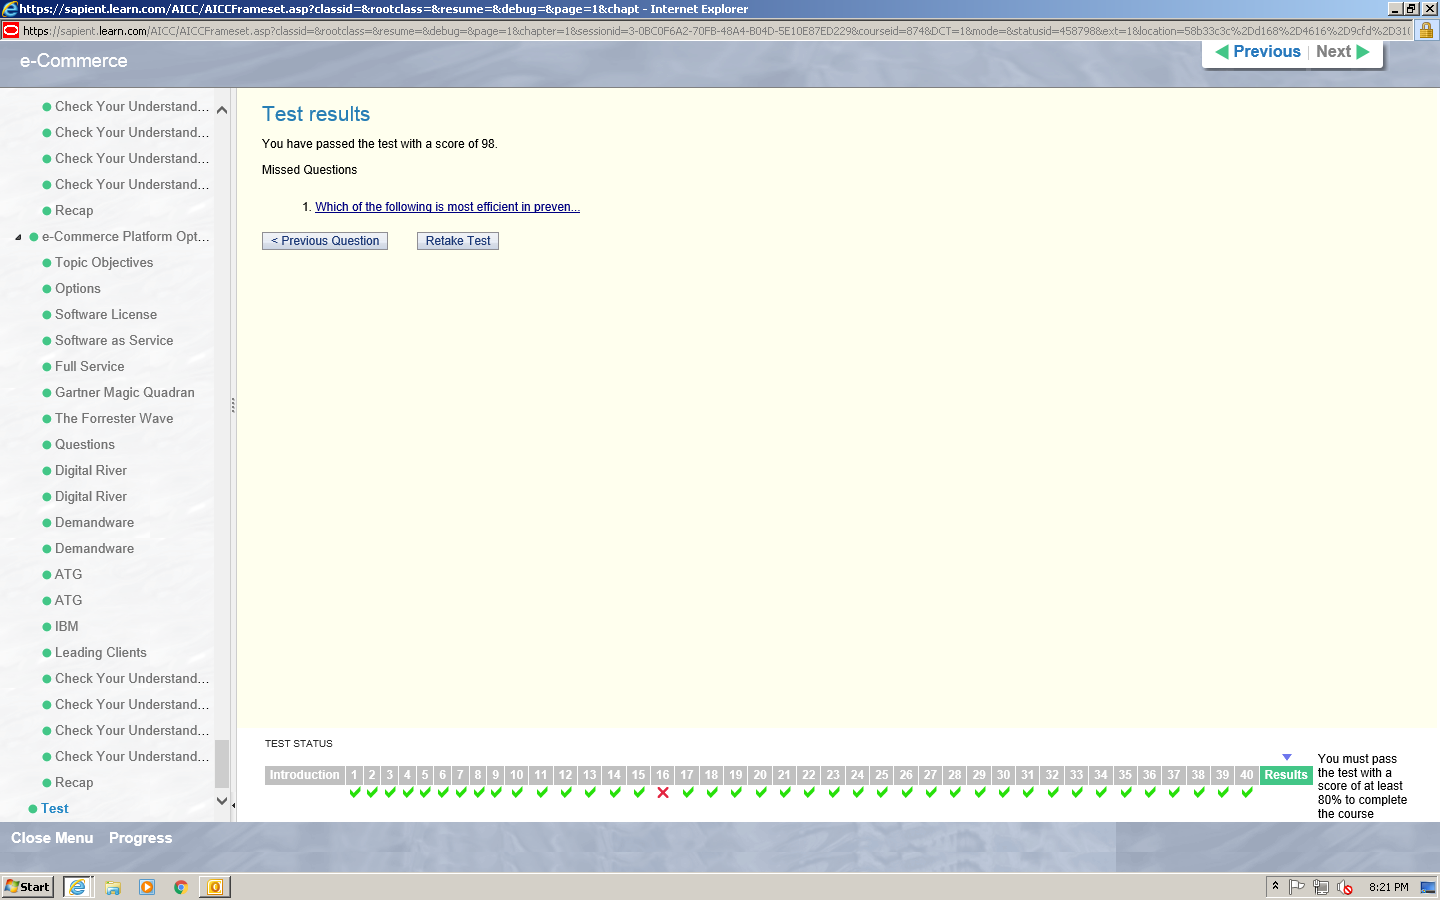 https://sapient.learn.com/AICC/AICCFrameset.asp?classid=&rootclass=&resume=&debug=&page=1&chapt - Internet Explorer
https://sapient.learn.com/AICC/AICCFrameset.asp?classid=&rootclass=&resume=&debug=&page=1&chapter=1&sessionid=3-0BC0F6A2-70FB-48A4-B04D-5E10E87ED229&courseid=874&DCT=1&mode=&statusid=458798&ext=1&location=58b33c3c%2Dd168%2D4616%2D9cfd%2D310
e-Commerce
Previous | Next
Check Your Understand...
Check Your Understand...
Check Your Understand...
Check Your Understand...
Recap
e-Commerce Platform Opt...
Topic Objectives
Options
Software License
Software as Service
Full Service
Gartner Magic Quadran
The Forrester Wave
Questions
Digital River
Digital River
Demandware
Demandware
ATG
ATG
IBM
Leading Clients
Check Your Understand...
Check Your Understand...
Check Your Understand...
Check Your Understand...
Recap
Test
Test results
You have passed the test with a score of 98.
Missed Questions
1. Which of the following is most efficient in preven...
< Previous Question Retake Test
TEST STATUS
Introduction 1 2 3 4 5 6 7 8 9 10 11 12 13 14 15 16 17 18 19 20 21 22 23 24 25 26 27 28 29 30 31 32 33 34 35 36 37 38 39 40 Results
You must pass
the test with a
score of at least
80% to complete
the course
Close Menu Progress
Start
8:21 PM